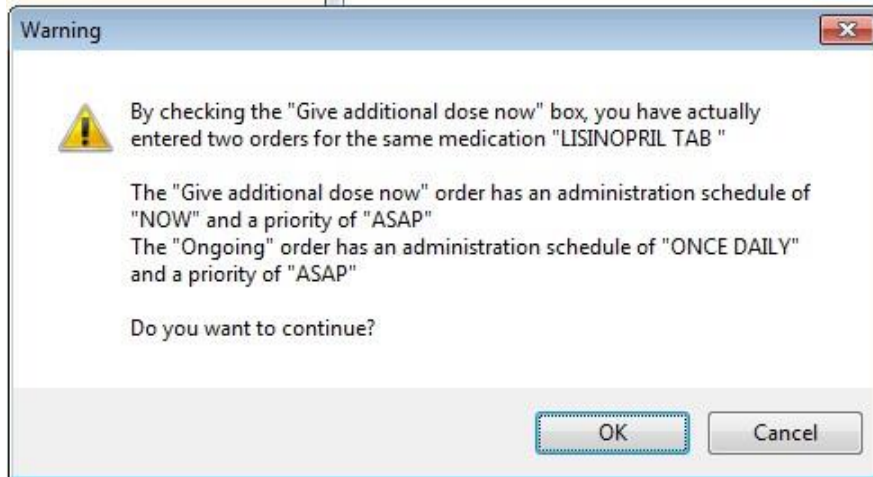 Warning
By checking the "Give additional dose now" box, you have actually
entered two orders for the same medication "LISINOPRIL TAB "
The "Give additional dose now" order has an administration schedule of
"NOW" and a priority of "ASAP"
The "Ongoing" order has an administration schedule of "ONCE DAILY"
and a priority of "ASAP"
Do you want to continue?
OK
Cancel